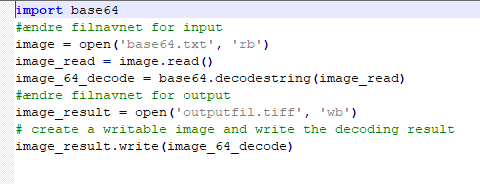 import base64
#ændre filnavnet for input
image = open('base64.txt', 'rb')
image_read = image.read()
image_64_decode = base64.decodestring(image_read)
#ændre filnavnet for output
image_result = open('outputfil.tiff', 'wb')
# create a writable image and write the decoding result
image_result.write(image_64_decode)